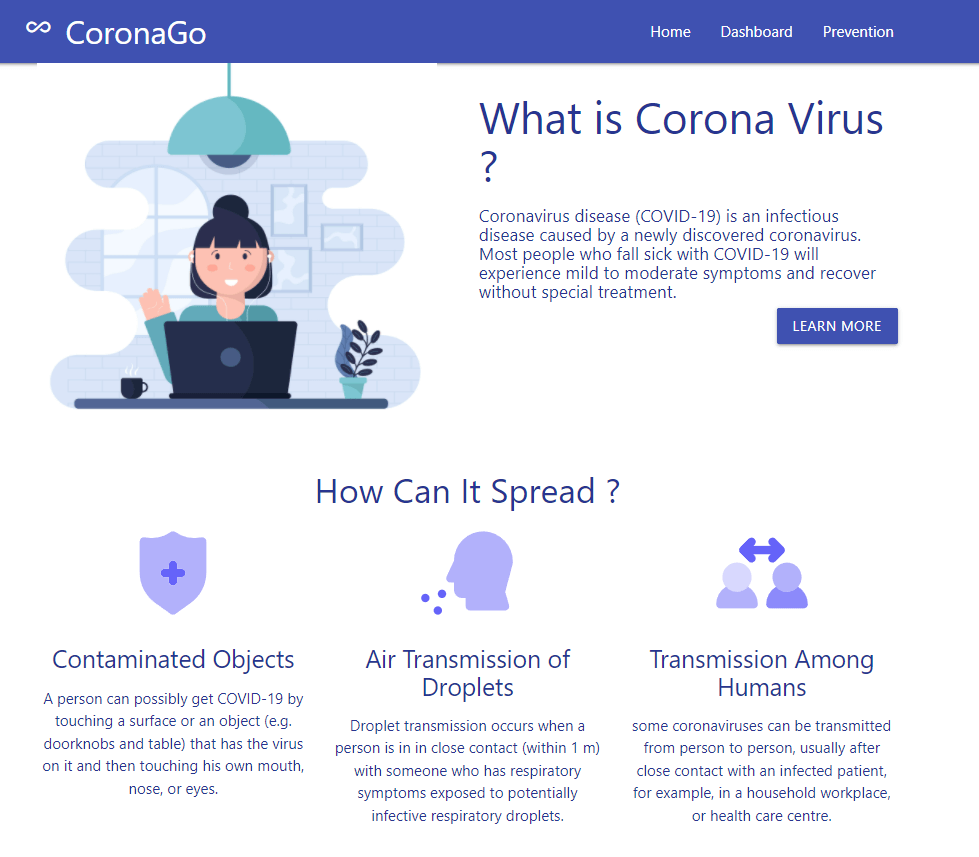 CoronaGo
Home Dashboard Prevention
What is Corona Virus
?
Coronavirus disease (COVID-19) is an infectious
disease caused by a newly discovered coronavirus.
Most people who fall sick with COVID-19 will
experience mild to moderate symptoms and recover
without special treatment.
LEARN MORE
How Can It Spread ?
Contaminated Objects
A person can possibly get COVID-19 by
touching a surface or an object (e.g.
doorknobs and table) that has the virus
on it and then touching his own mouth,
nose, or eyes.
Air Transmission of
Droplets
Droplet transmission occurs when a
person is in in close contact (within 1 m)
with someone who has respiratory
symptoms exposed to potentially
infective respiratory droplets.
Transmission Among
Humans
some coronaviruses can be transmitted
from person to person, usually after
close contact with an infected patient,
for example, in a household workplace,
or health care centre.